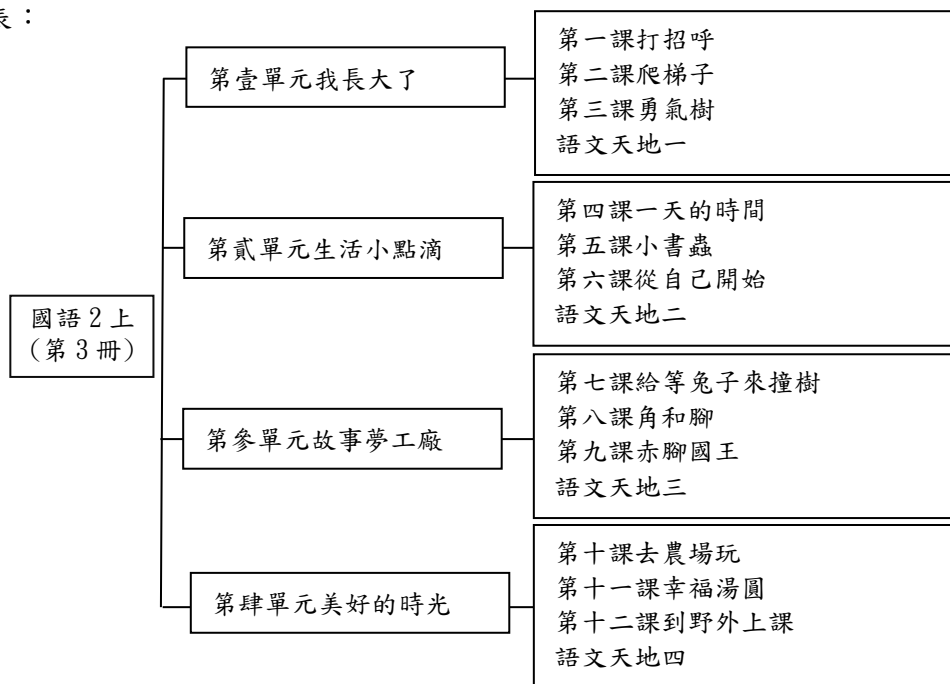 長：
國語2上
（第3冊）
第壹單元我長大了
第一課打招呼
第二課爬梯子
第三課勇氣樹
語文天地一
第貳單元生活小點滴
第四課一天的時間
第五課小書蟲
第六課從自己開始
語文天地二
第參單元故事夢工廠
第七課給等兔子來撞樹
第八課角和腳
第九課赤腳國王
語文天地三
第肆單元美好的時光
第十課去農場玩
第十一課幸福湯圓
第十二課到野外上課
語文天地四